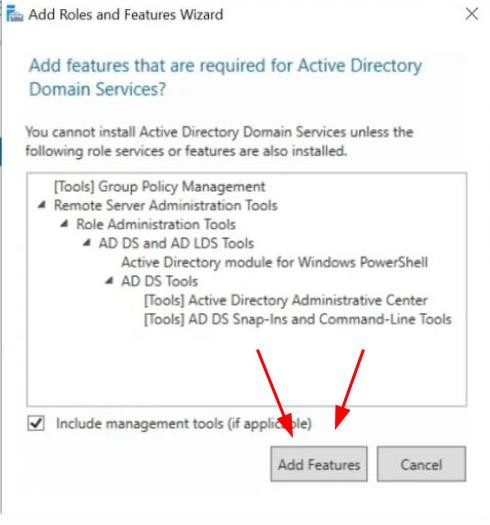 Add Roles and Features Wizard
Add features that are required for Active Directory
Domain Services?
You cannot install Active Directory Domain Services unless the
following role services or features are also installed.
[Tools] Group Policy Management
Remote Server Administration Tools
Role Administration Tools
AD DS and AD LDS Tools
Active Directory module for Windows PowerShell
AD DS Tools
[Tools] Active Directory Administrative Center
[Tools] AD DS Snap-Ins and Command-Line Tools
Include management tools (if applicable)
Add Features
Cancel